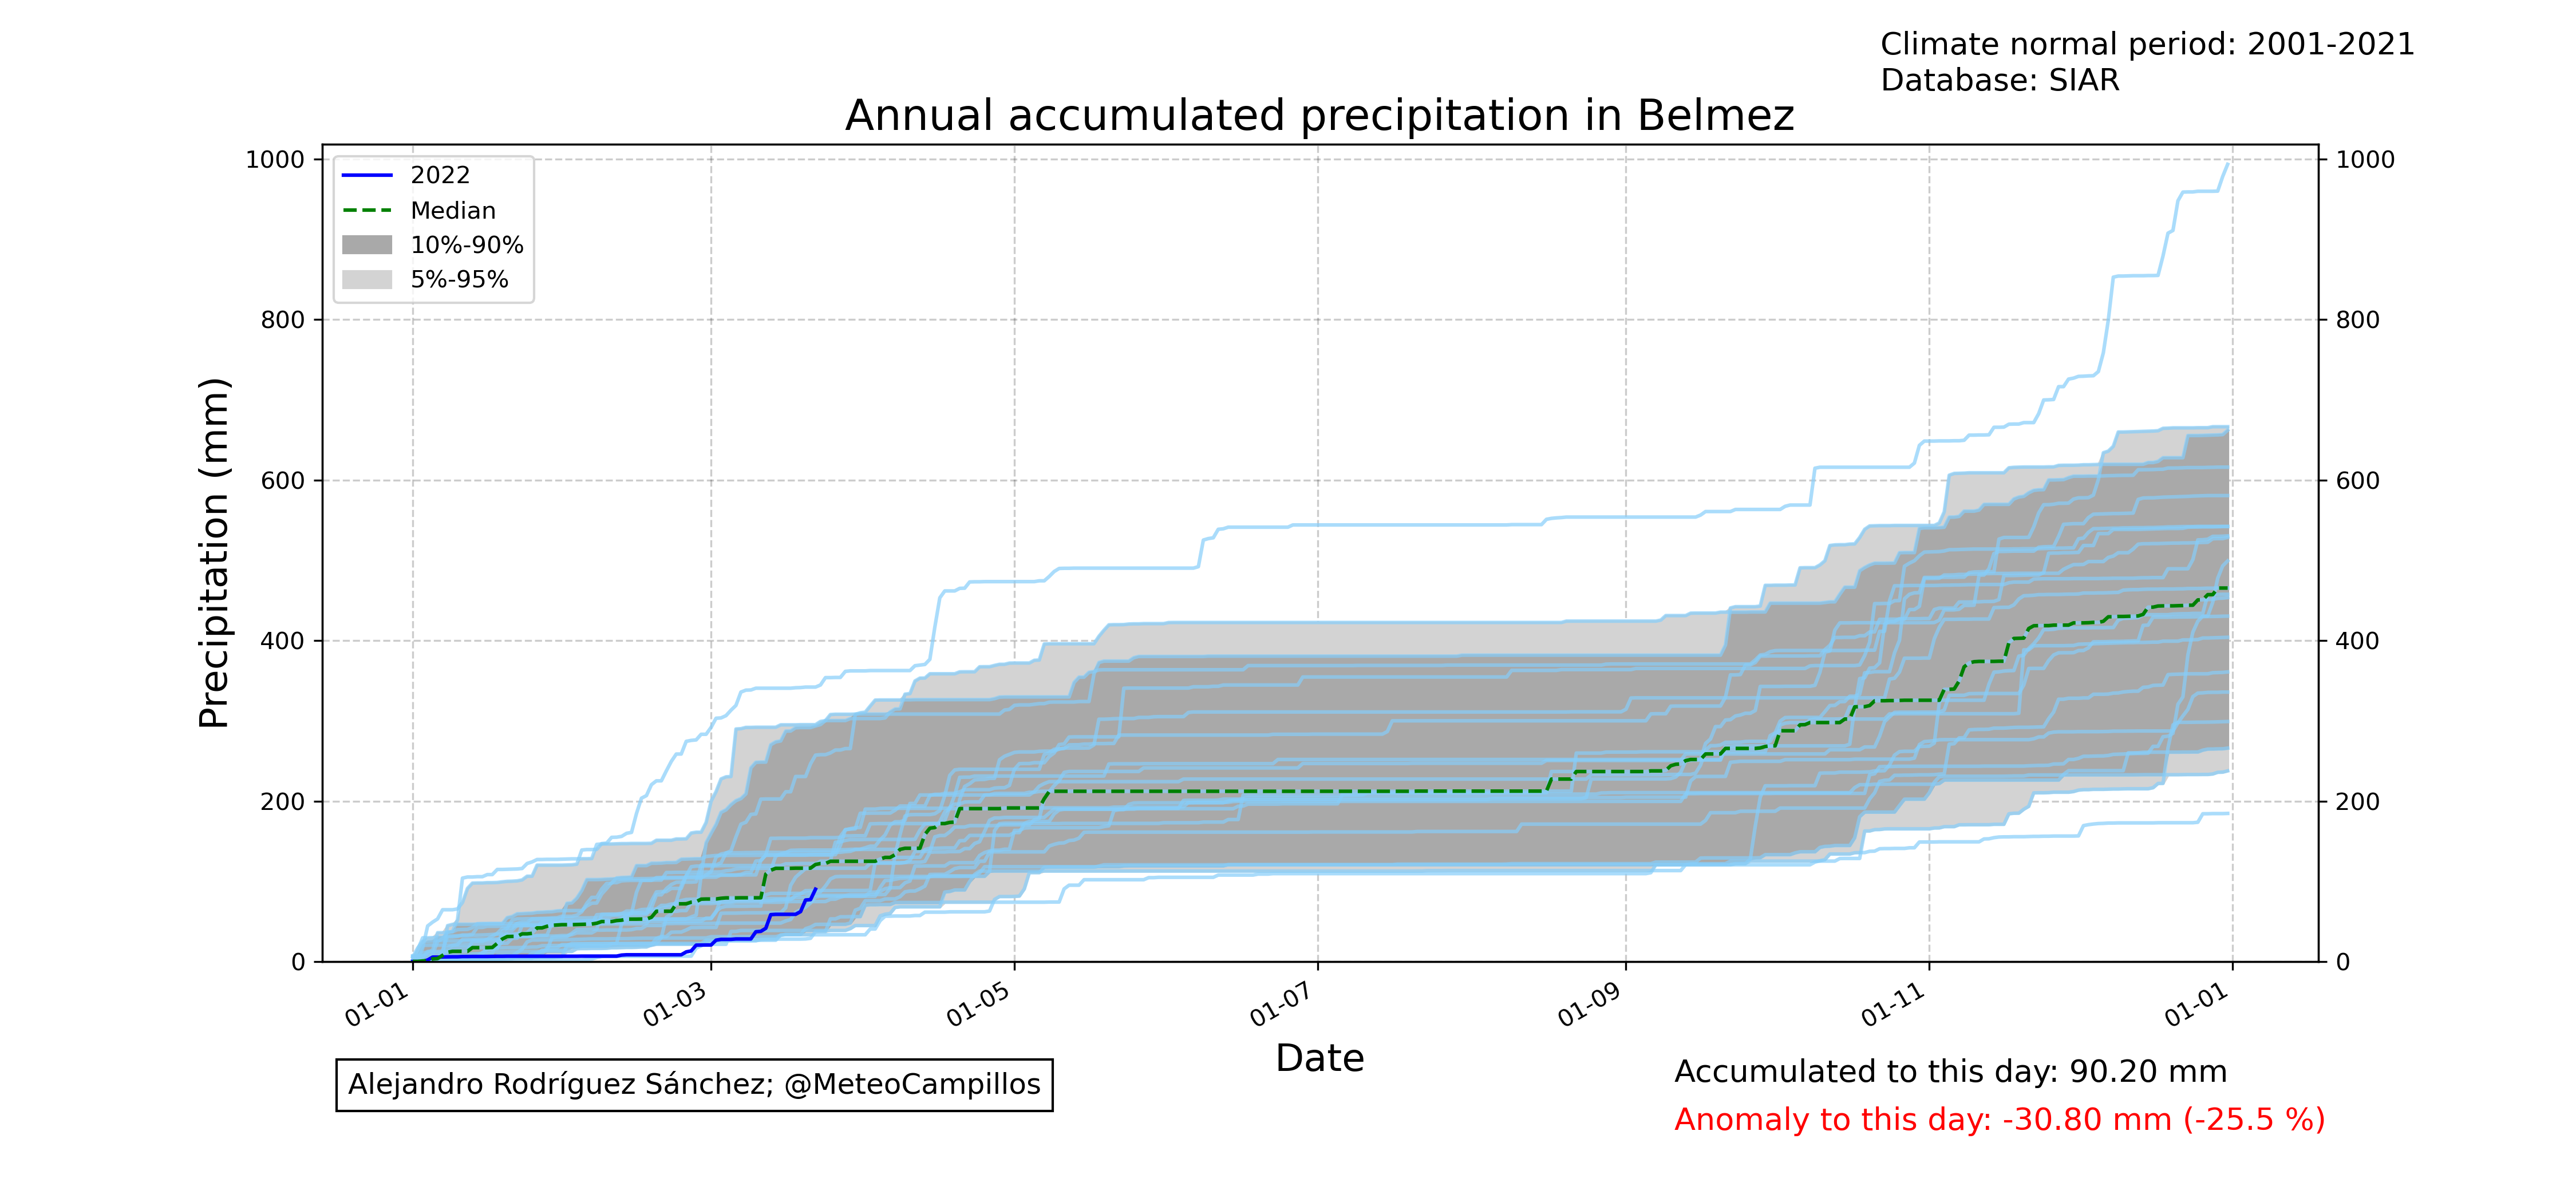 Climate normal period: 2001-2021
Database: SIAR
Annual accumulated precipitation in Belmez
2022
Median
10%-90%
5%-95%
Precipitation (mm)
1000
800
600
400
200
0
1000
800
600
400
200
0
01-01
01-03
01-05
01-07
01-09
01-11
01-01
Date
Alejandro Rodríguez Sánchez; @MeteoCampillos
Accumulated to this day: 90.20 mm
Anomaly to this day: -30.80 mm (-25.5 %)